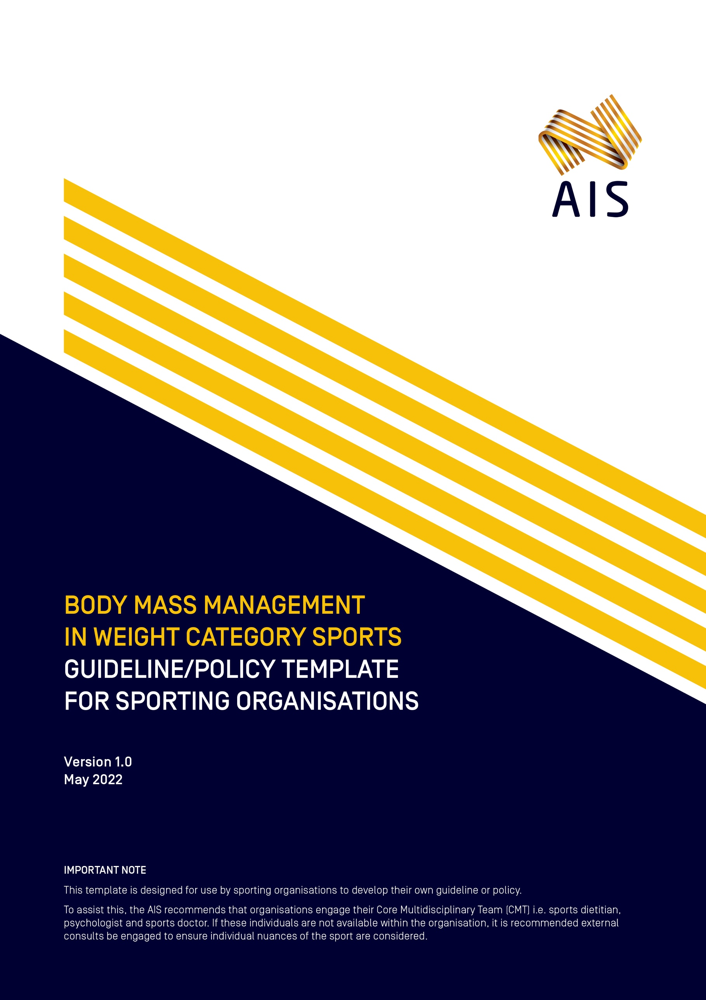 AIS
BODY MASS MANAGEMENT
IN WEIGHT CATEGORY SPORTS
GUIDELINE/POLICY TEMPLATE
FOR SPORTING ORGANISATIONS
Version 1.0
May 2022
IMPORTANT NOTE
This template is designed for use by sporting organisations to develop their own guideline or policy.
To assist this, the AIS recommends that organisations engage their Core Multidisciplinary Team (CMT) i.e. sports dietitian,
psychologist and sports doctor. If these individuals are not available within the organisation, it is recommended external
consults be engaged to ensure individual nuances of the sport are considered.